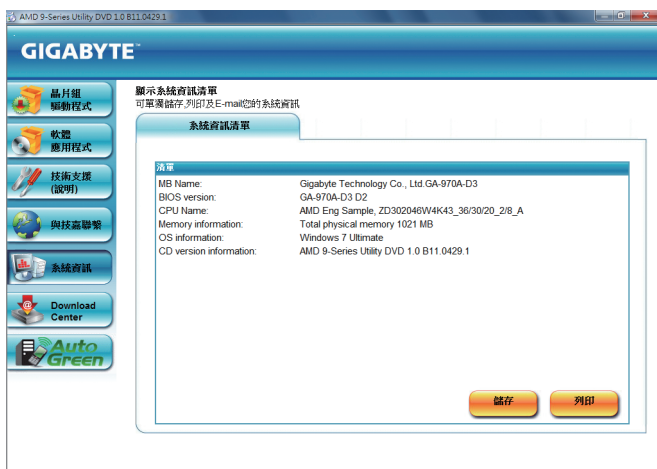 AMD 9-Series Utility DVD 1.0 B11.0429.1
GIGABYTE™
晶片組
驅動程式
軟體
應用程式
技術支援
(說明)
與技嘉聯繫
系統資訊
Download
Center
Auto
Green
顯示系統資訊清單
可單獨儲存,列印及E-mail您的系統資訊
系統資訊清單
清單
MB Name: Gigabyte Technology Co., Ltd.GA-970A-D3
BIOS version: GA-970A-D3 D2
CPU Name: AMD Eng Sample, ZD302046W4K43_36/30/20_2/8_A
Memory information: Total physical memory 1021 MB
OS information: Windows 7 Ultimate
CD version information: AMD 9-Series Utility DVD 1.0 B11.0429.1
儲存 列印